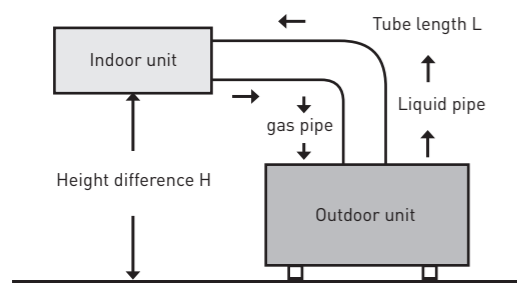 Tube length L
Indoor unit
Liquid pipe
gas pipe
Height difference H
Outdoor unit